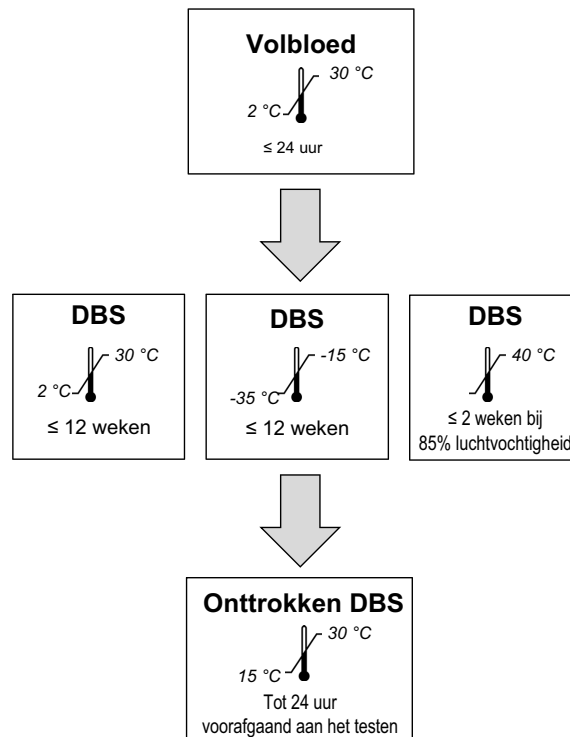 Volbloed
30 °C
2 °C
≤ 24 uur
DBS
30 °C
2 °C
≤ 12 weken
DBS
-15 °C
-35 °C
≤ 12 weken
DBS
40 °C
≤ 2 weken bij
85% luchtvochtigheid
Onttrokken DBS
30 °C
15 °C
Tot 24 uur
voorafgaand aan het testen